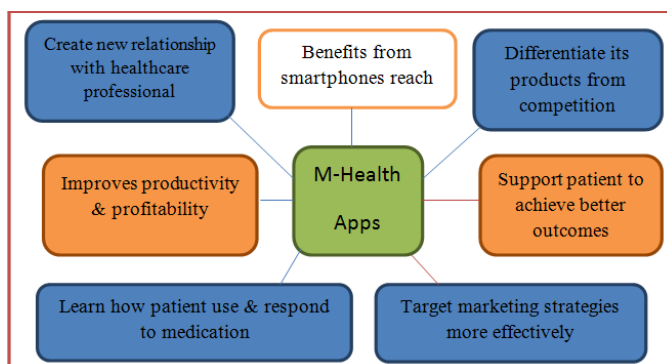 Create new relationship
with healthcare
professional
Benefits from
smartphones reach
Differentiate its
products from
competition
Improves productivity
& profitability
M-Health
Apps
Support patient to
achieve better
outcomes
Learn how patient use & respond
to medication
Target marketing strategies
more effectively